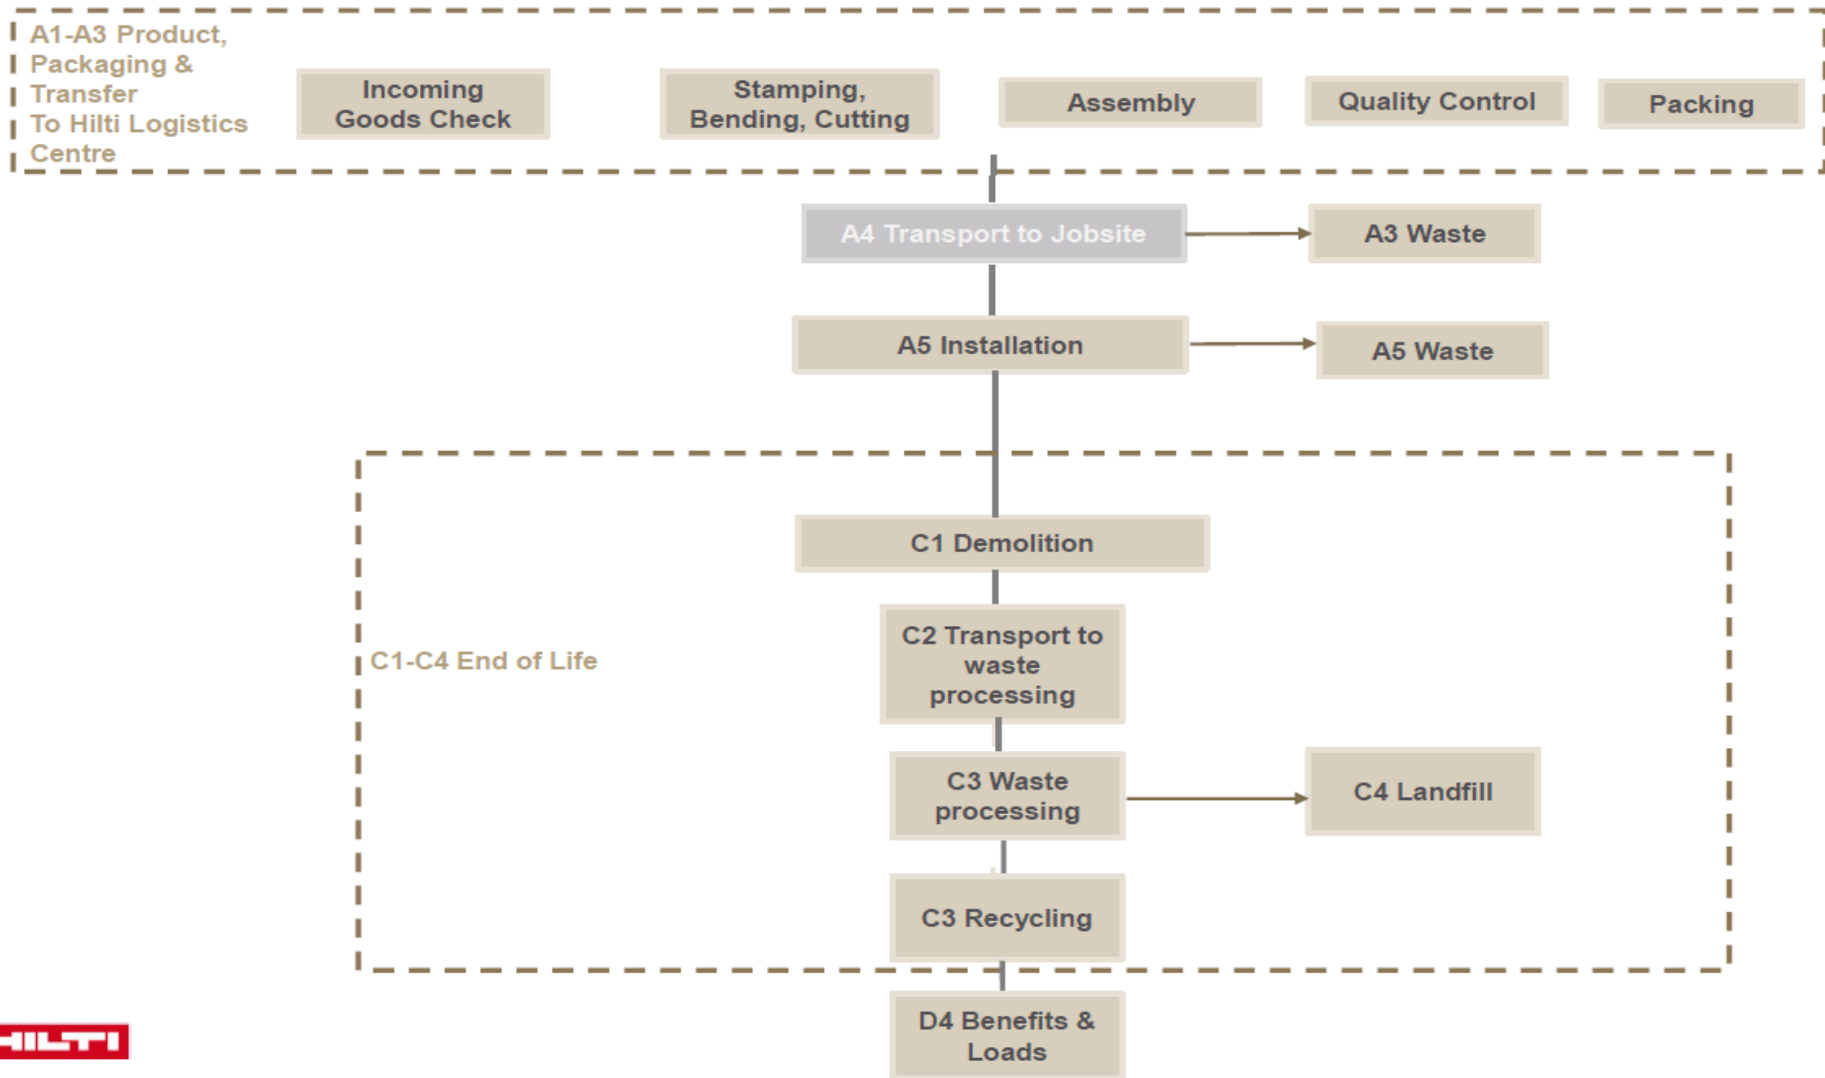 A1-A3 Product,
Packaging &
Transfer
To Hilti Logistics
Centre
Incoming
Goods Check
Stamping,
Bending, Cutting
Assembly
Quality Control
Packing
A4 Transport to Jobsite
A3 Waste
A5 Installation
A5 Waste
C1 Demolition
C2 Transport to
waste
processing
C1-C4 End of Life
C3 Waste
processing
C4 Landfill
C3 Recycling
D4 Benefits &
Loads
HILTI